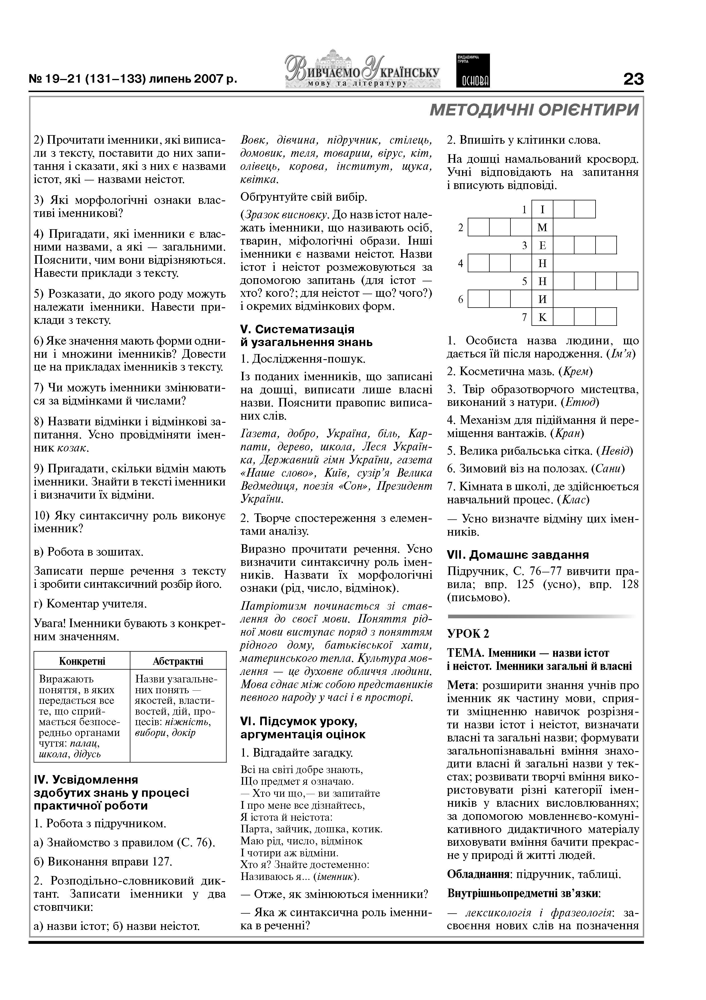 № 19–21 (131–133) липень 2007 р.
Вивчаємо Українську
мову та літературу
ВИДАВНИЧА
ГРУПА
ОСНОВА
23
МЕТОДИЧНІ ОРІЄНТИРИ
2) Прочитати іменники, які виписа-
ли з тексту, поставити до них запи-
тання і сказати, які з них є назвами
істот, які — назвами неістот.
3) Які морфологічні ознаки влас-
тиві іменникові?
4) Пригадати, які іменники є влас-
ними назвами, а які — загальними.
Пояснити, чим вони відрізняються.
Навести приклади з тексту.
5) Розказати, до якого роду можуть
належати іменники. Навести при-
клади з тексту.
6) Яке значення мають форми одни-
ни і множини іменників? Довести
це на прикладах іменників з тексту.
7) Чи можуть іменники змінювати-
ся за відмінками й числами?
8) Назвати відмінки і відмінкові за-
питання. Усно провідміняти імен-
ник козак.
9) Пригадати, скільки відмін мають
іменники. Знайти в тексті іменники
і визначити їх відміни.
10) Яку синтаксичну роль виконує
іменник?
в) Робота в зошитах.
Записати перше речення з тексту
і зробити синтаксичний розбір його.
г) Коментар учителя.
Увага! Іменники бувають з конкрет-
ним значенням.
Конкретні
Виражають
поняття, в яких
передається все
те, що сприй-
мається безпосе-
редньо органами
чуття: палац,
школа, дідусь
Абстрактні
Назви узагальне-
них понять —
якостей, власти-
востей, дій, про-
цесів: ніжність,
вибори, докір
IV. Усвідомлення
здобутих знань у процесі
практичної роботи
1. Робота з підручником.
а) Знайомство з правилом (С. 76).
б) Виконання вправи 127.
2. Розподільно-словниковий дик-
тант. Записати іменники у два
стовпчики:
а) назви істот; б) назви неістот.
Вовк, дівчина, підручник, стілець,
домовик, теля, товариш, вірус, кіт,
олівець, корова, інститут, щука,
квітка.
Обґрунтуйте свій вибір.
(Зразок висновку. До назв істот нале-
жать іменники, що називають осіб,
тварин, міфологічні образи. Інші
іменники є назвами неістот. Назви
істот і неістот розмежовуються за
допомогою запитань (для істот —
хто? кого?; для неістот — що? чого?)
і окремих відмінкових форм.
V. Систематизація
й узагальнення знань
1. Дослідження-пошук.
Із поданих іменників, що записані
на дошці, виписати лише власні
назви. Пояснити правопис виписа-
них слів.
Газета, добро, Україна, біль, Кар-
пати, дерево, школа, Леся Україн-
ка, Державний гімн України, газета
«Наше слово», Київ, сузір’я Велика
Ведмедиця, поезія «Сон», Президент
України.
2. Творче спостереження з елемен-
тами аналізу.
Виразно прочитати речення. Усно
визначити синтаксичну роль імен-
ників. Назвати їх морфологічні
ознаки (рід, число, відмінок).
Патріотизм починається зі став-
лення до своєї мови. Поняття рід-
ної мови виступає поряд з поняттям
рідного дому, батьківської хати,
материнського тепла. Культура мов-
лення — це духовне обличчя людини.
Мова єднає між собою представників
певного народу у часі і в просторі.
VI. Підсумок уроку,
аргументація оцінок
1. Відгадайте загадку.
Всі на світі добре знають,
Що предмет я означаю.
— Хто чи що,— ви запитайте
І про мене все дізнайтесь,
Я істота й неістота:
Парта, зайчик, дошка, котик.
Маю рід, число, відмінок
І чотири аж відміни.
Хто я? Знайте достеменно:
Називаюсь я... (іменник).
— Отже, як змінюються іменники?
— Яка ж синтаксична роль іменни-
ка в реченні?
2. Впишіть у клітинки слова.
На дошці намальований кросворд.
Учні відповідають на запитання
і вписують відповіді.
1 І
2 М
3 Е
4 Н
5 Н
6 И
7 К
1. Особиста назва людини, що
дається їй після народження. (Ім’я)
2. Косметична мазь. (Крем)
3. Твір образотворчого мистецтва,
виконаний з натури. (Етюд)
4. Механізм для підіймання й пере-
міщення вантажів. (Кран)
5. Велика рибальська сітка. (Невід)
6. Зимовий віз на полозах. (Сани)
7. Кімната в школі, де здійснюється
навчальний процес. (Клас)
— Усно визначте відміну цих імен-
ників.
VII. Домашнє завдання
Підручник, С. 76–77 вивчити пра-
вила; впр. 125 (усно), впр. 128
(письмово).
УРОК 2
ТЕМА. Іменники — назви істот
і неістот. Іменники загальні й власні
Мета: розширити знання учнів про
іменник як частину мови, сприя-
ти зміцненню навичок розрізня-
ти назви істот і неістот, визначати
власні та загальні назви; формувати
загальнопізнавальні вміння знахо-
дити власні й загальні назви у тек-
стах; розвивати творчі вміння вико-
ристовувати різні категорії імен-
ників у власних висловлюваннях;
за допомогою мовленнєво-комуні-
кативного дидактичного матеріалу
виховувати вміння бачити прекрас-
не у природі й житті людей.
Обладнання: підручник, таблиці.
Внутрішньопредметні зв’язки:
— лексикологія і фразеологія: за-
своєння нових слів на позначення